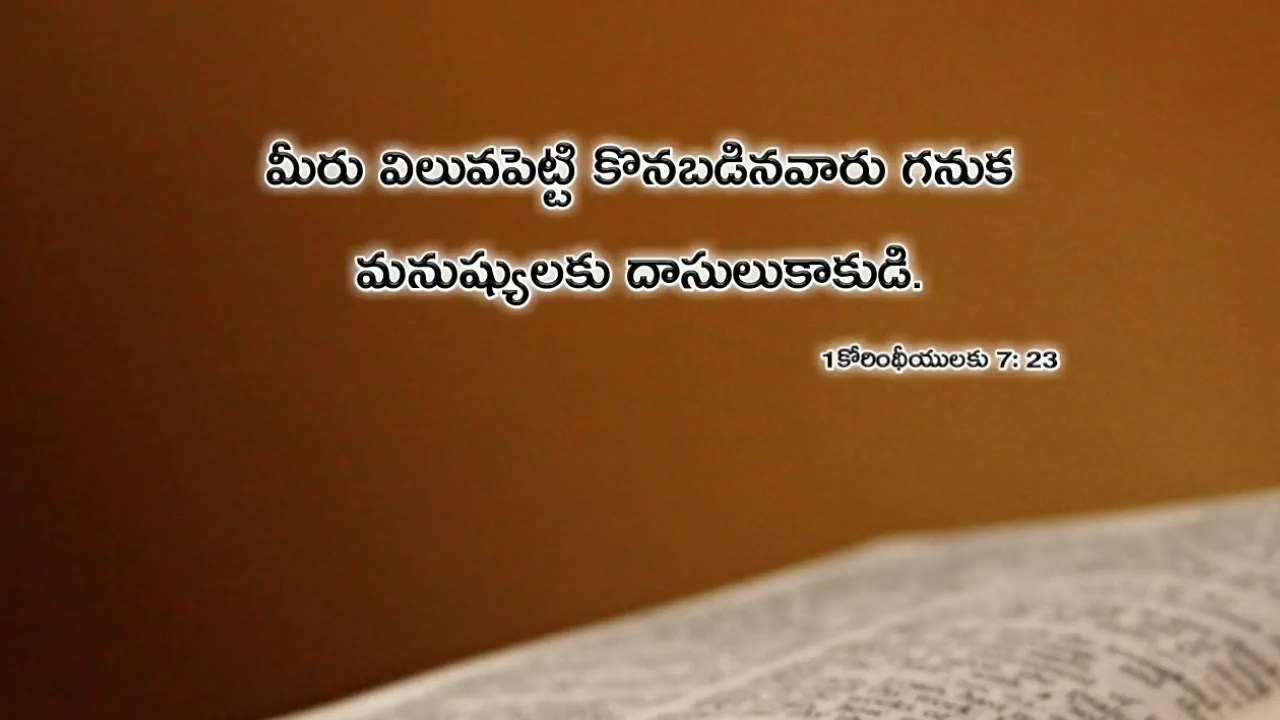 మీరు విలువపెట్టి కొనబడినవారు గనుక
మనుష్యులకు దాసులుకాకుడి.
1కోరింథీయులకు 7: 23